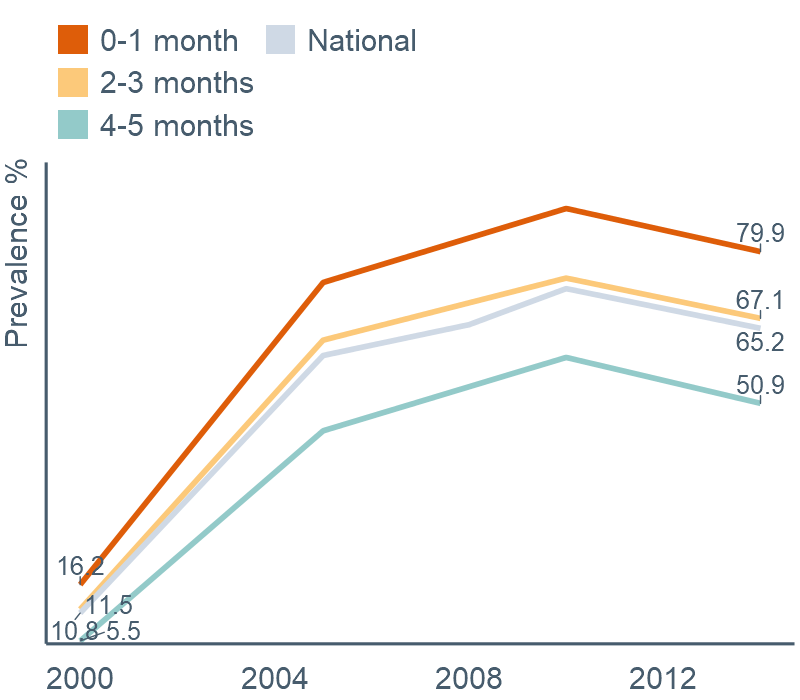 0-1 month National
2-3 months
4-5 months
Prevalence %
79.9
67.1
65.2
50.9
16.2
11.5
10.8 5.5
2000 2004 2008 2012